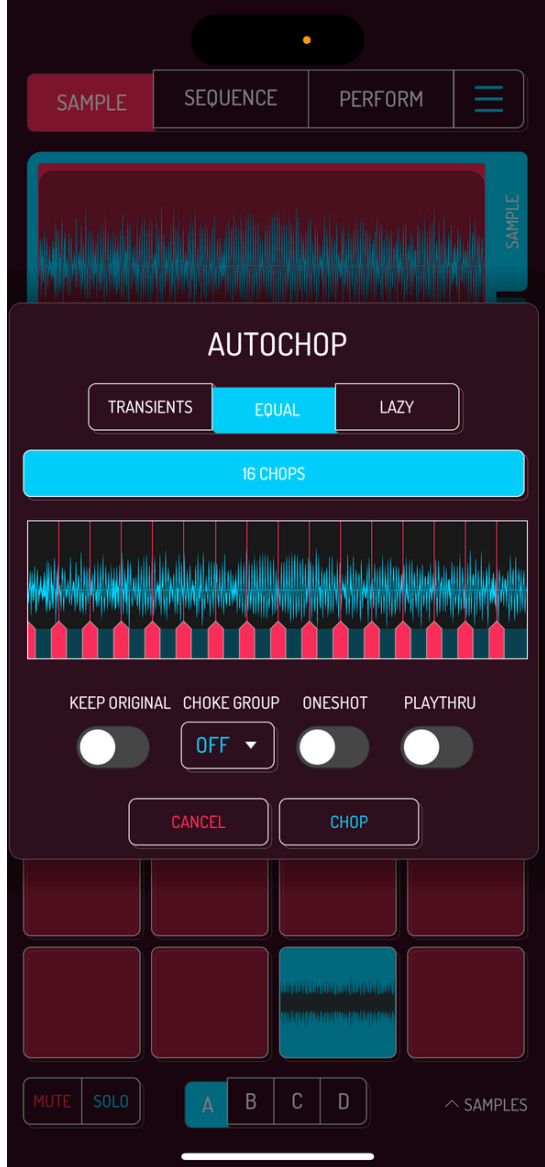 SAMPLE SEQUENCE PERFORM
SAMPLE
AUTOCHOP
TRANSIENTS EQUAL LAZY
16 CHOPS
KEEP ORIGINAL CHOKE GROUP ONESHOT PLAYTHRU
OFF
CANCEL CHOP
MUTE SOLO A B C D SAMPLES